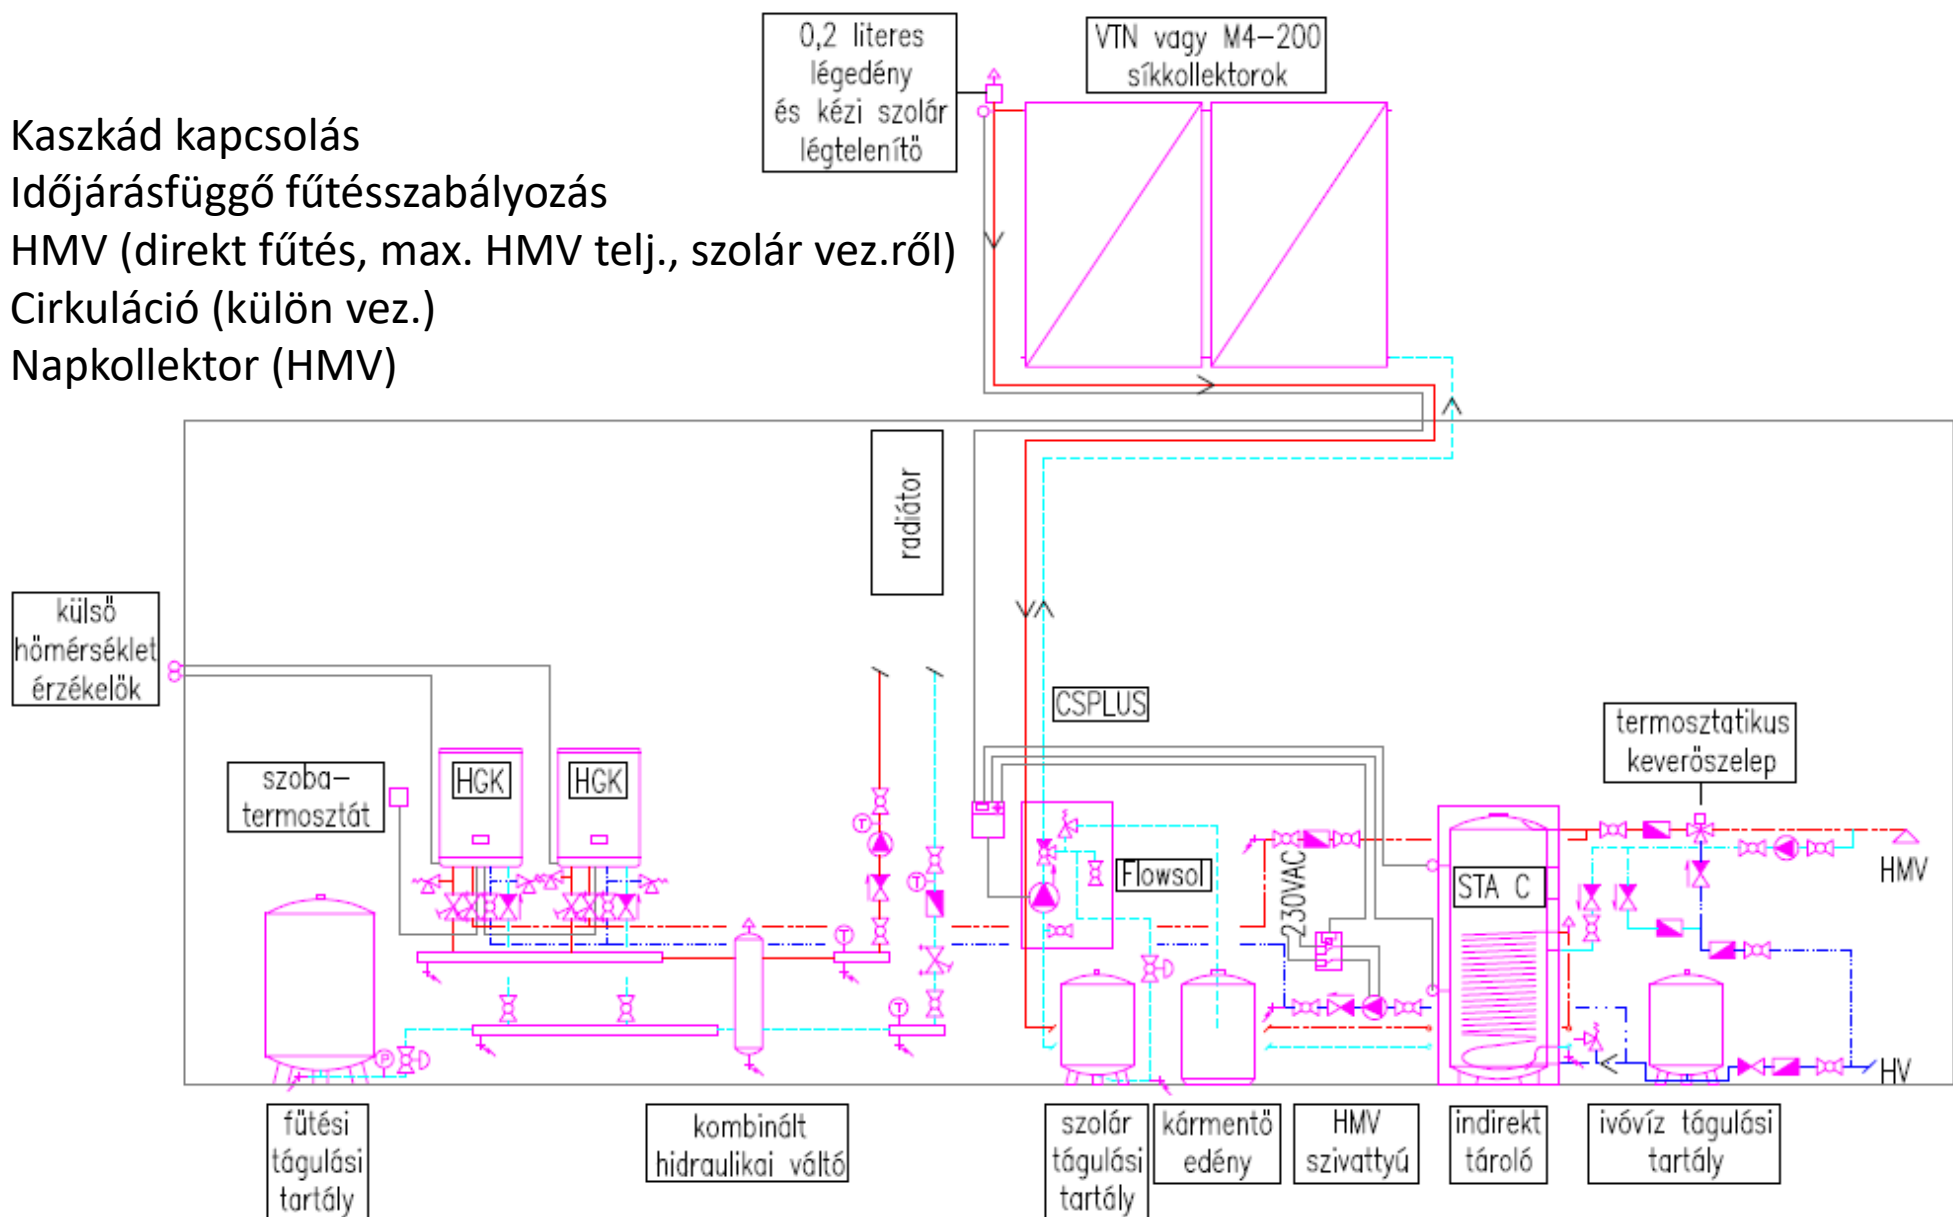 Kaszkád kapcsolás
Időjárásfüggő fűtésszabályozás
HMV (direkt fűtés, max. HMV telj., szolár vez.ről)
Cirkuláció (külön vez.)
Napkollektor (HMV)
0,2 literes
légedény
és kézi szolár
légtelenítő
VTN vagy M4-200
síkkollektorok
radiátor
külső
hőmérséklet
érzékelők
szoba-
termosztát
HGK
HGK
CSPLUS
Flowsol
230VAC
STA C
termosztatikus
keverőszelep
HMV
HV
T
T
T
T
P
fűtési
tágulási
tartály
kombinált
hidraulikai váltó
szolár
tágulási
tartály
kármentő
edény
HMV
szivattyú
indirekt
tároló
ivóvíz tágulási
tartály